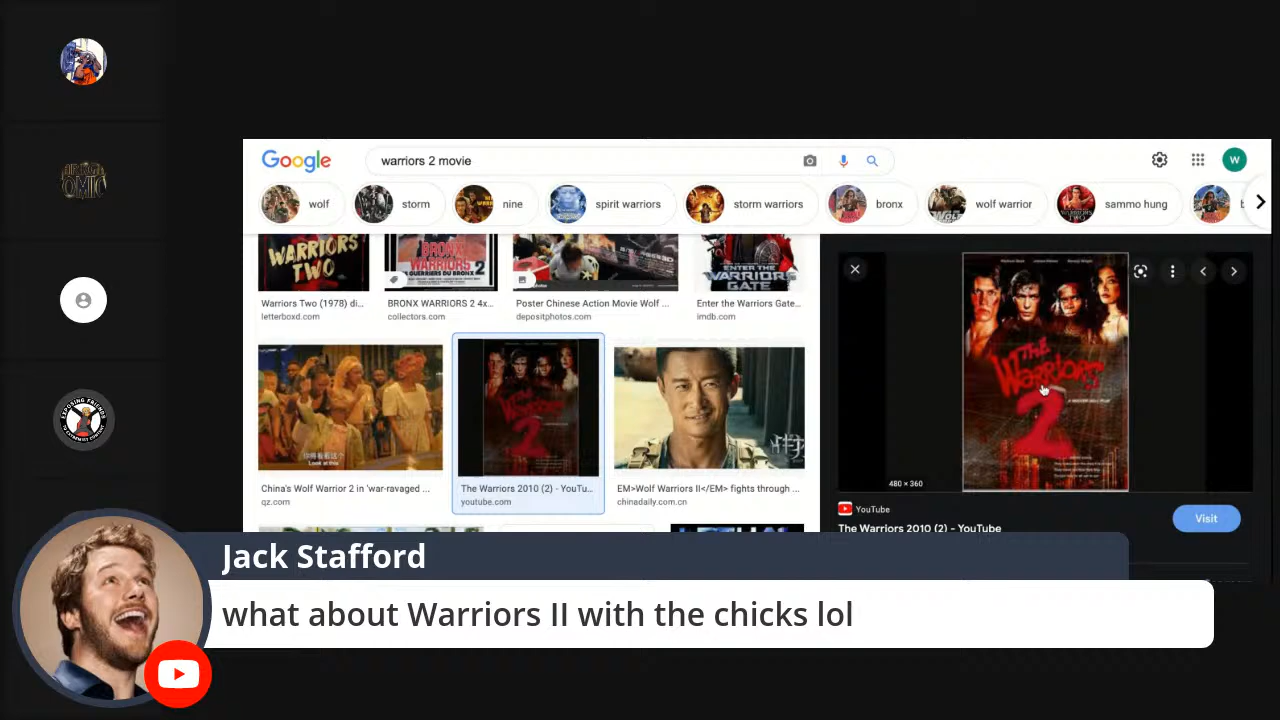 Google
warriors 2 movie
W
wolf
storm
nine
spirit warriors
storm warriors
bronx
wolf warrior
sammo hung
WARRIORS
TWO
BRONX
WARRIORS 2
ENTER THE
WARRIORS
GATE
Warriors Two (1978) di...
letterboxd.com
BRONX WARRIORS 2 4x...
collectors.com
Poster Chinese Action Movie Wolf ...
depositphotos.com
Enter the Warriors Gate...
imdb.com
THE
Warriors
2
480 × 360
Look at this
China's Wolf Warrior 2 in 'war-ravaged ...
qz.com
The Warriors 2010 (2) - YouTu...
youtube.com
EM>Wolf Warriors II</EM> fights through ...
chinadaily.com.cn
YouTube
The Warriors 2010 (2) - YouTube
Visit
EXPOSING FRIENDS
Jack Stafford
what about Warriors II with the chicks lol